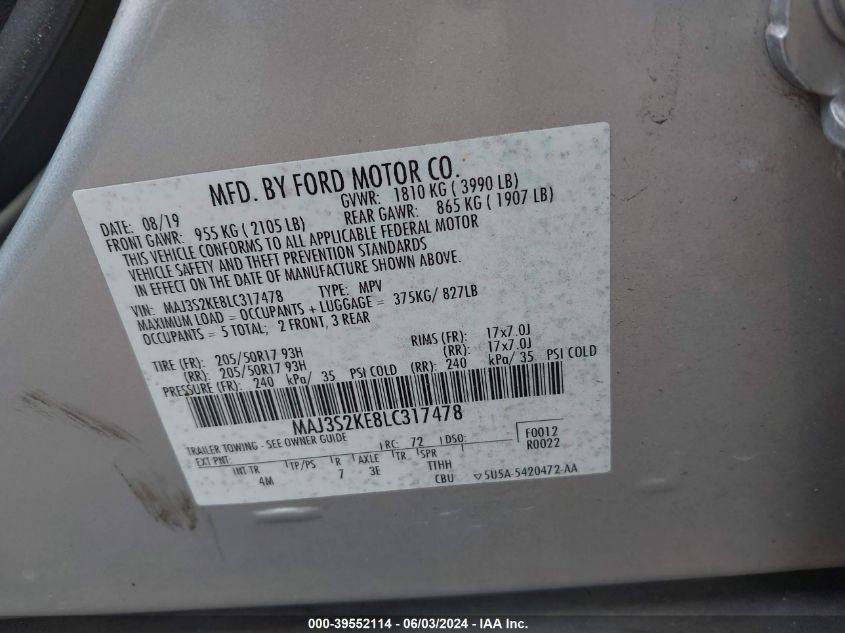 MFD. BY FORD MOTOR CO.
DATE: 08/19 GVWR: 1810 KG ( 3990 LB)
FRONT GAWR: 955 KG ( 2105 LB) REAR GAWR: 865 KG ( 1907 LB)
THIS VEHICLE CONFORMS TO ALL APPLICABLE FEDERAL MOTOR
VEHICLE SAFETY AND THEFT PREVENTION STANDARDS
IN EFFECT ON THE DATE OF MANUFACTURE SHOWN ABOVE.
VIN: MAJ3S2KE8LC317478 TYPE: MPV
MAXIMUM LOAD = OCCUPANTS + LUGGAGE = 375KG/ 827LB
OCCUPANTS = 5 TOTAL; 2 FRONT, 3 REAR
TIRE (FR): 205/50R17 93H RIMS (FR): 17x7.0J
(RR): 205/50R17 93H (RR): 17x7.0J
PRESSURE (FR): 240 kPa/ 35 PSI COLD (RR): 240 kPa/ 35 PSI COLD
MAJ3S2KE8LC317478
TRAILER TOWING - SEE OWNER GUIDE
EXT PNT: RC: 72 DSO: F0012
R0022
INT TR TP/PS R AXLE TR SPR
4M 7 3E TTHH
CBU ▽5U5A-5420472-AA
000-39552114 - 06/03/2024 - IAA Inc.